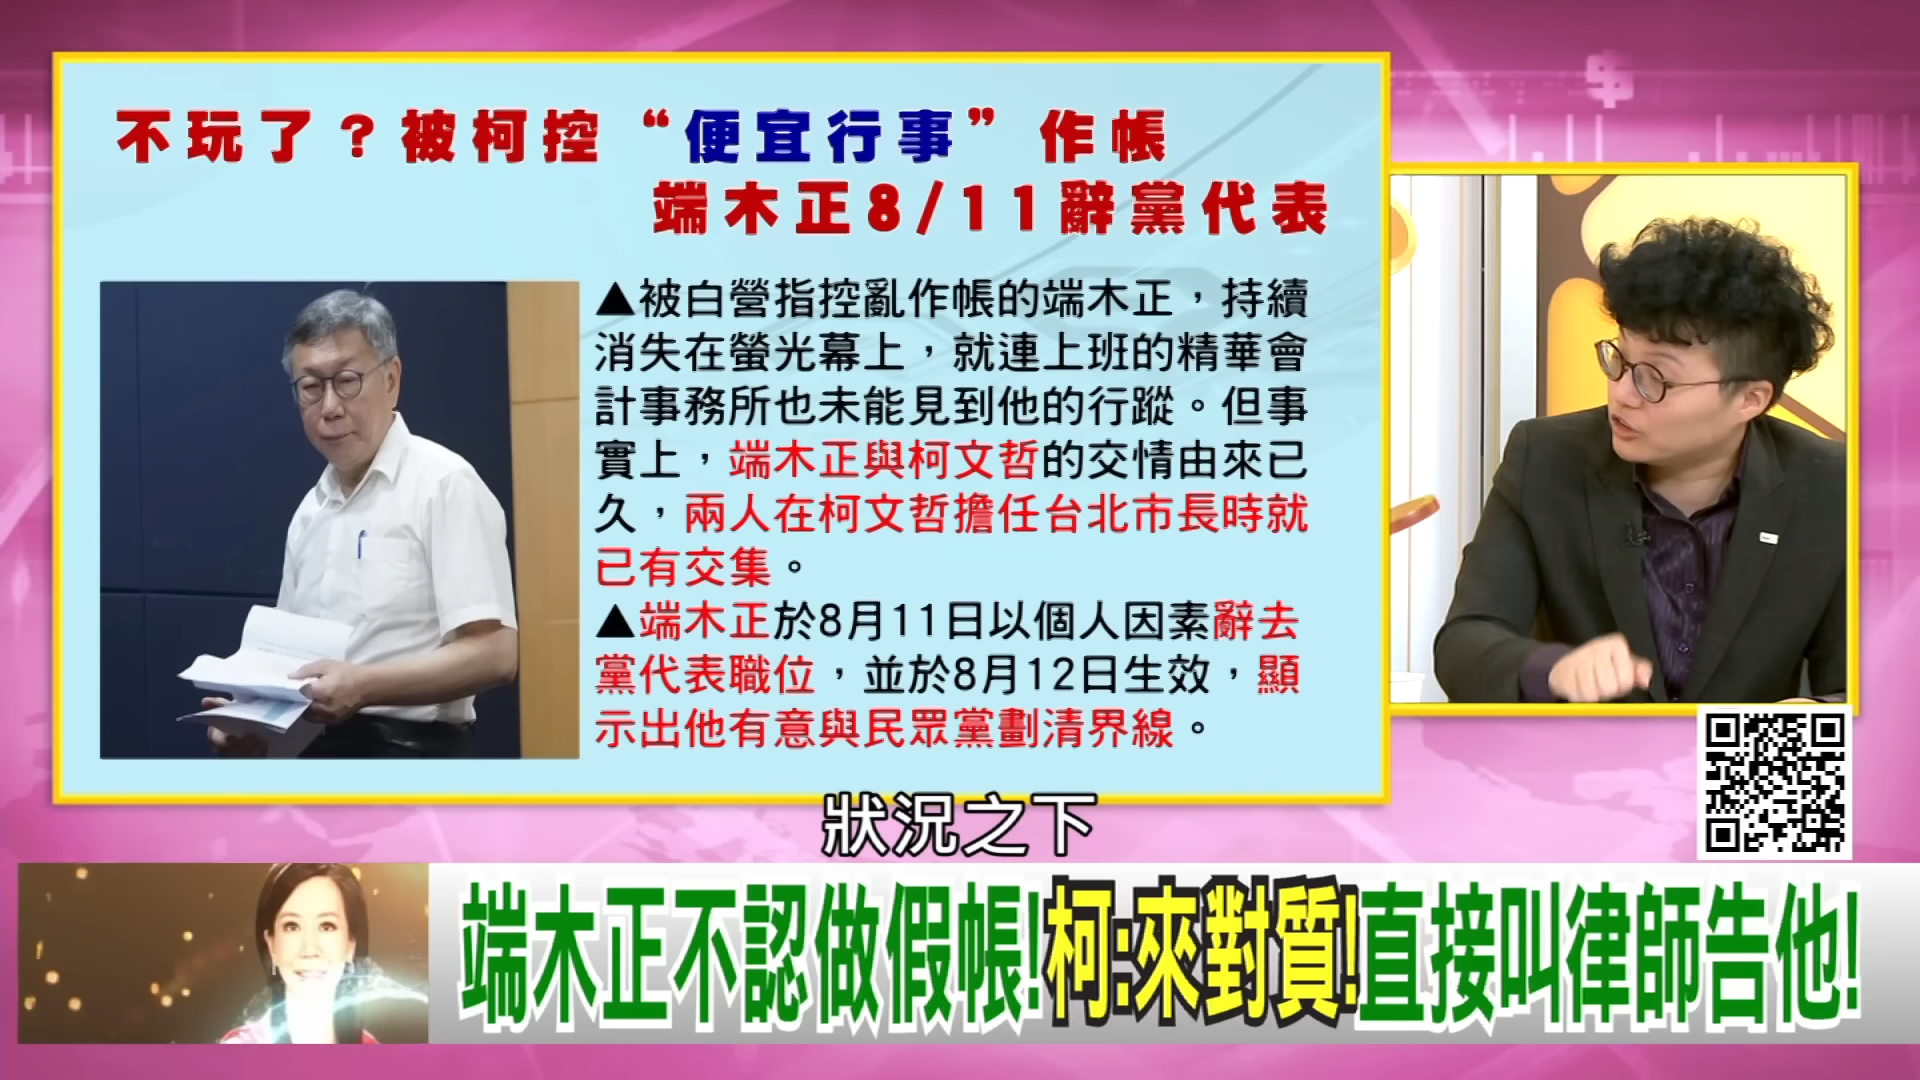 不玩了？被柯控“便宜行事”作帳
端木正8/11辭黨代表
▲被白營指控亂作帳的端木正，持續
消失在螢光幕上，就連上班的精華會
計事務所也未能見到他的行蹤。但事
實上，端木正與柯文哲的交情由來已
久，兩人在柯文哲擔任台北市長時就
已有交集。
▲端木正於8月11日以個人因素辭去
黨代表職位，並於8月12日生效，顯
示出他有意與民眾黨劃清界線。
狀況之下
端木正不認做假帳!柯:來對質!直接叫律師告他!